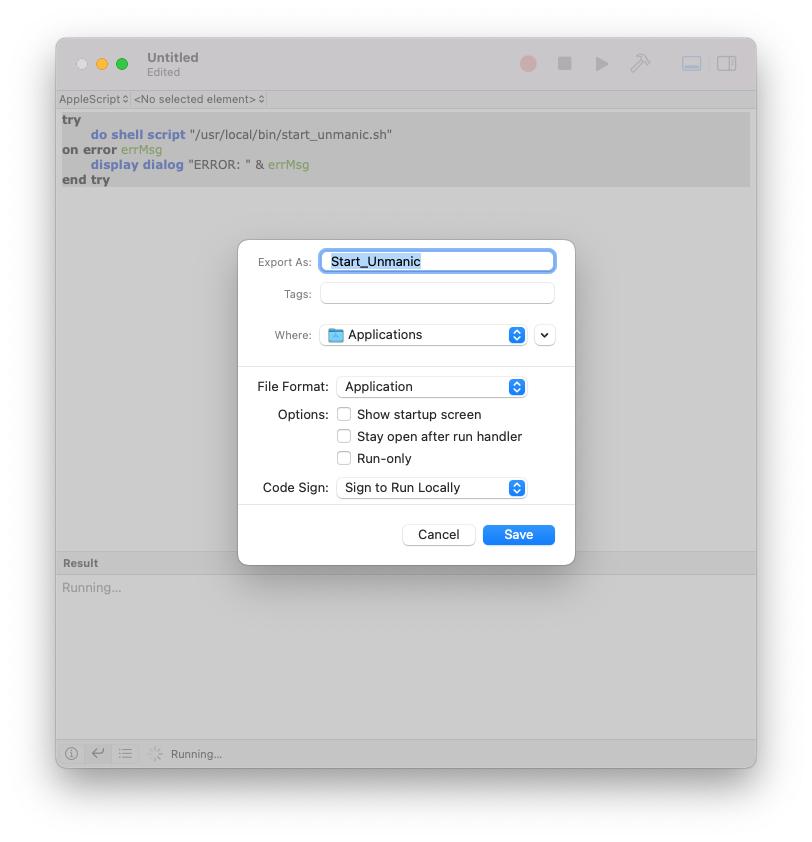 Untitled
Edited
AppleScript <No selected element>
try
do shell script "/usr/local/bin/start_unmanic.sh"
on error errMsg
display dialog "ERROR: " & errMsg
end try
Export As: Start_Unmanic
Tags:
Where: Applications
File Format: Application
Options: Show startup screen
Stay open after run handler
Run-only
Code Sign: Sign to Run Locally
Cancel Save
Result
Running...
Running...